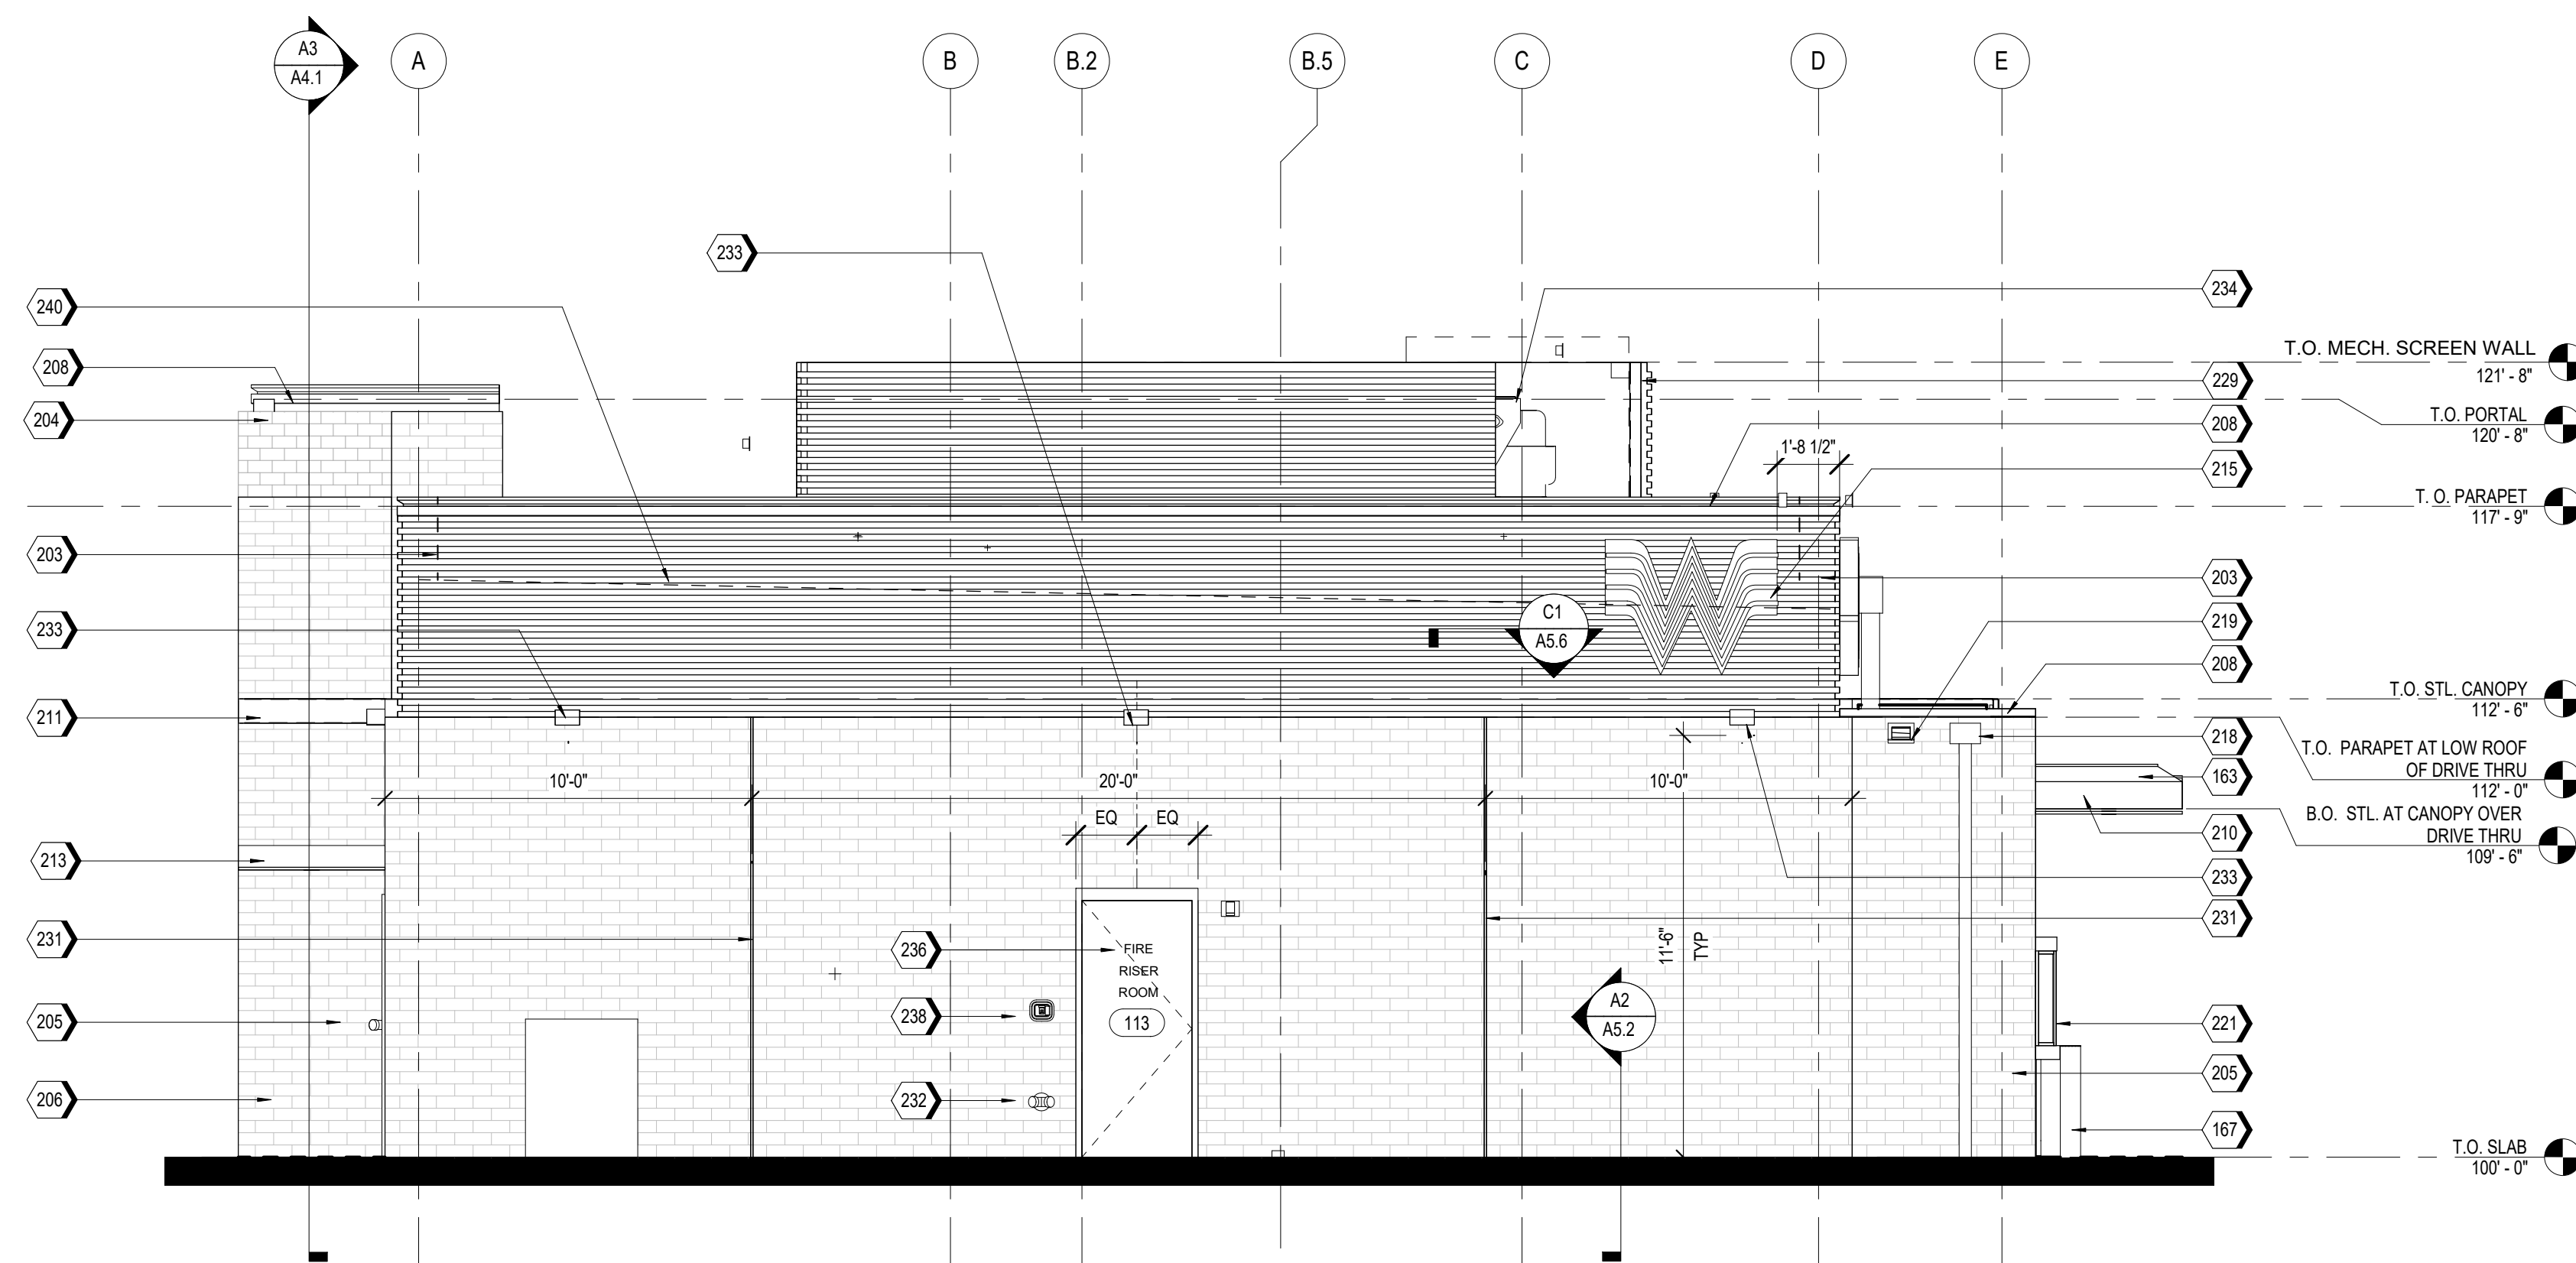 A3
A4.1
A
B
B.2
B.5
C
D
E
233
240
234
208
T.O. MECH. SCREEN WALL
121' - 8"
229
204
T.O. PORTAL
120' - 8"
208
1'-8 1/2"
215
T. O. PARAPET
117' - 9"
203
203
C1
A5.6
219
233
208
T.O. STL. CANOPY
112' - 6"
211
218
T.O. PARAPET AT LOW ROOF
OF DRIVE THRU
112' - 0"
163
10'-0"
20'-0"
10'-0"
EQ
EQ
B.O. STL. AT CANOPY OVER
DRIVE THRU
109' - 6"
210
213
233
231
231
11'-6"
TYP
236
FIRE
RISER
ROOM
113
238
A2
A5.2
205
221
205
206
232
167
T.O. SLAB
100' - 0"